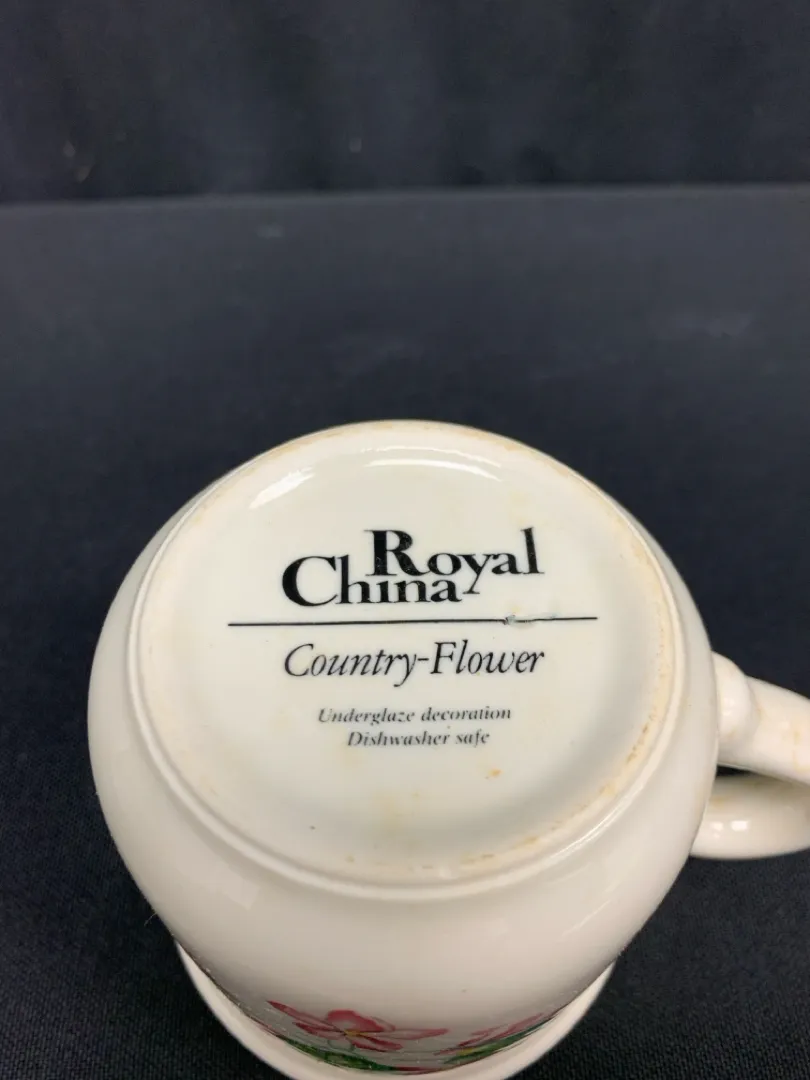 Royal
China
Country-Flower
Underglaze decoration
Dishwasher safe